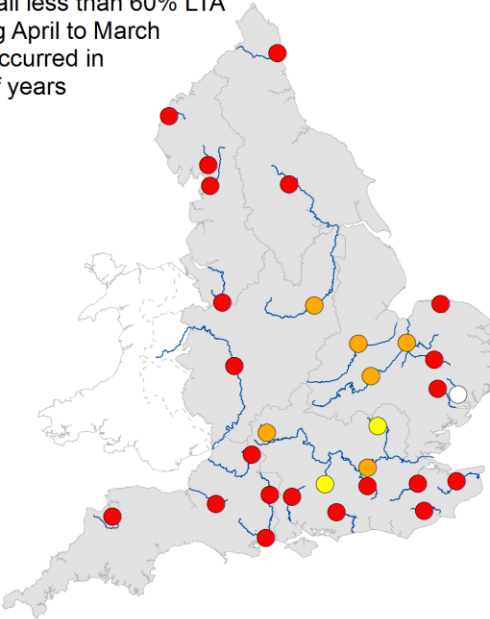 all less than 60% LTA
g April to March
ccurred in
f years